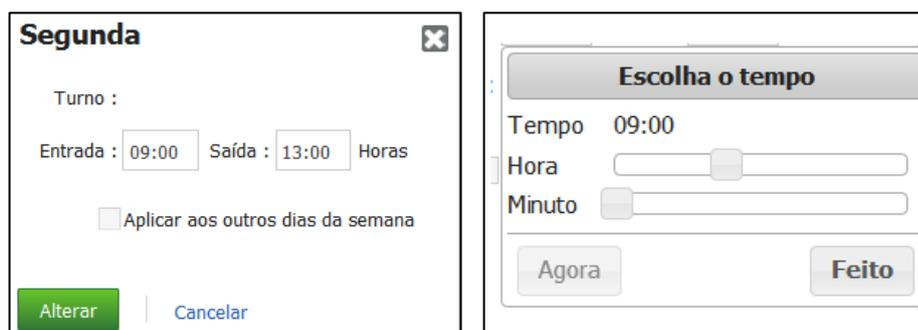 Segunda
Turno :
Entrada : 09:00 Saída : 13:00 Horas
Aplicar aos outros dias da semana
Alterar Cancelar
Escolha o tempo
Tempo 09:00
Hora
Minuto
Agora Feito